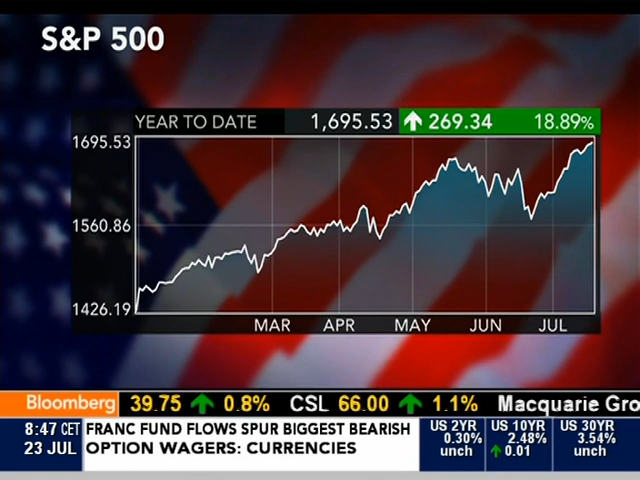 S&P 500
YEAR TO DATE 1,695.53 269.34 18.89%
1695.53
1560.86
1426.19
MAR APR MAY JUN JUL
Bloomberg 39.75 0.8% CSL 66.00 1.1% Macquarie Gro
8:47 CET
23 JUL
FRANC FUND FLOWS SPUR BIGGEST BEARISH
OPTION WAGERS: CURRENCIES
US 2YR
0.30%
unch
US 10YR
2.48%
0.01
US 30YR
3.54%
unch